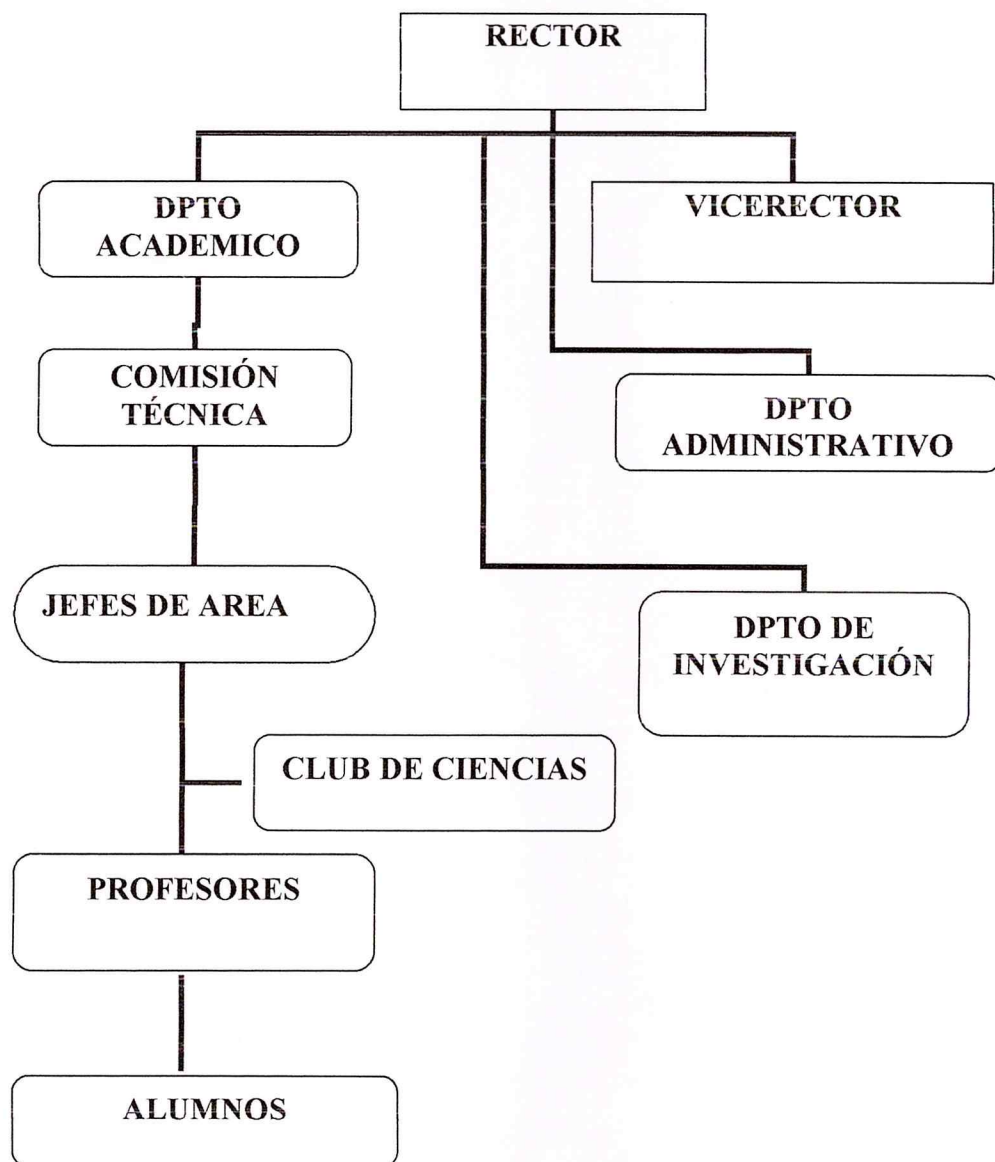 RECTOR
DPTO
ACADEMICO
VICERECTOR
COMISIÓN
TÉCNICA
DPTO
ADMINISTRATIVO
JEFES DE AREA
DPTO DE
INVESTIGACIÓN
CLUB DE CIENCIAS
PROFESORES
ALUMNOS